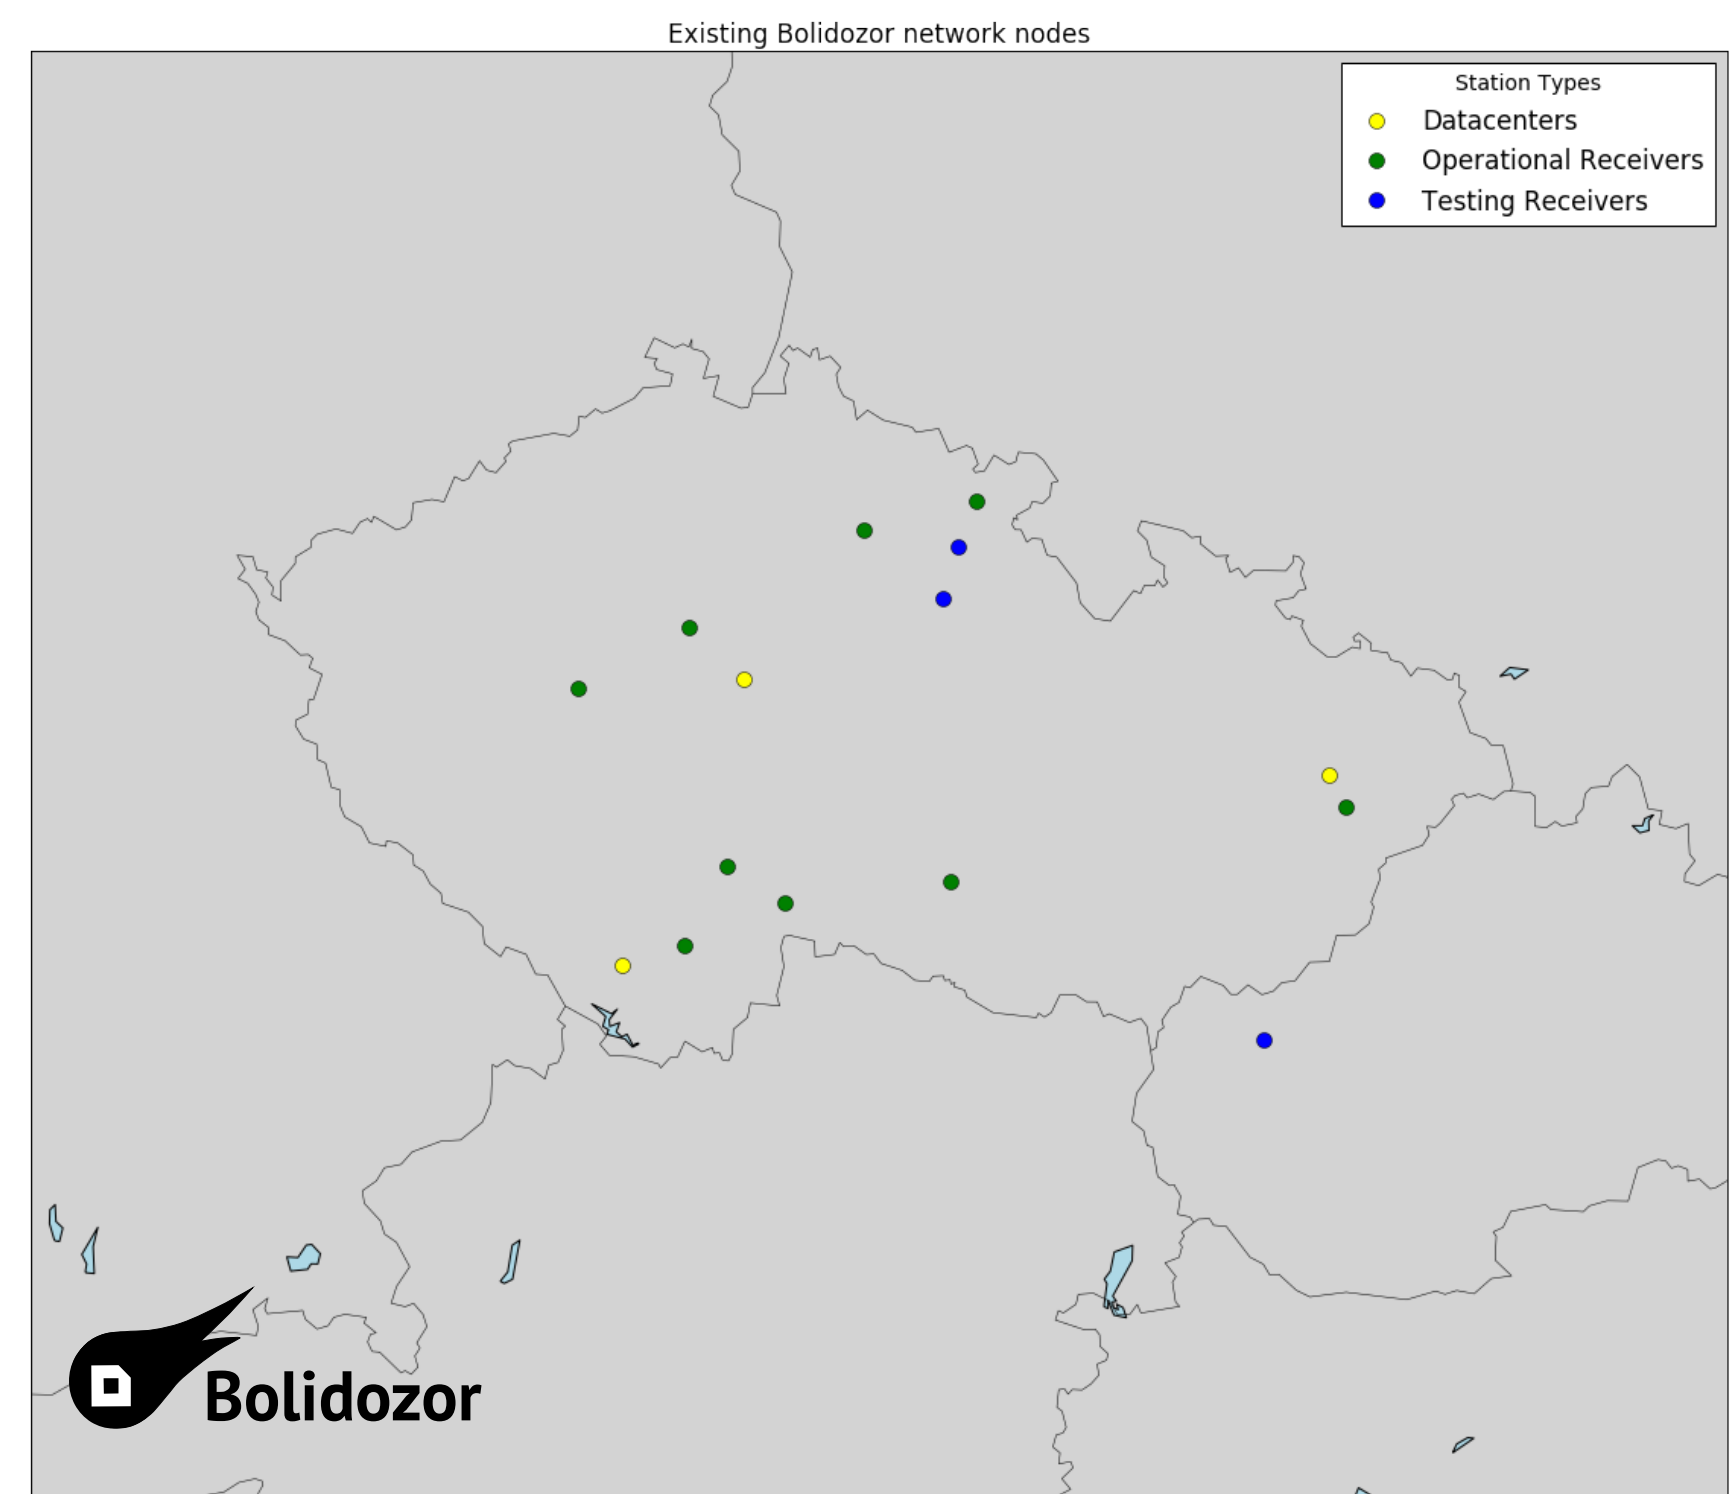 Existing Bolidozor network nodes
Station Types
Datacenters
Operational Receivers
Testing Receivers
Bolidozor